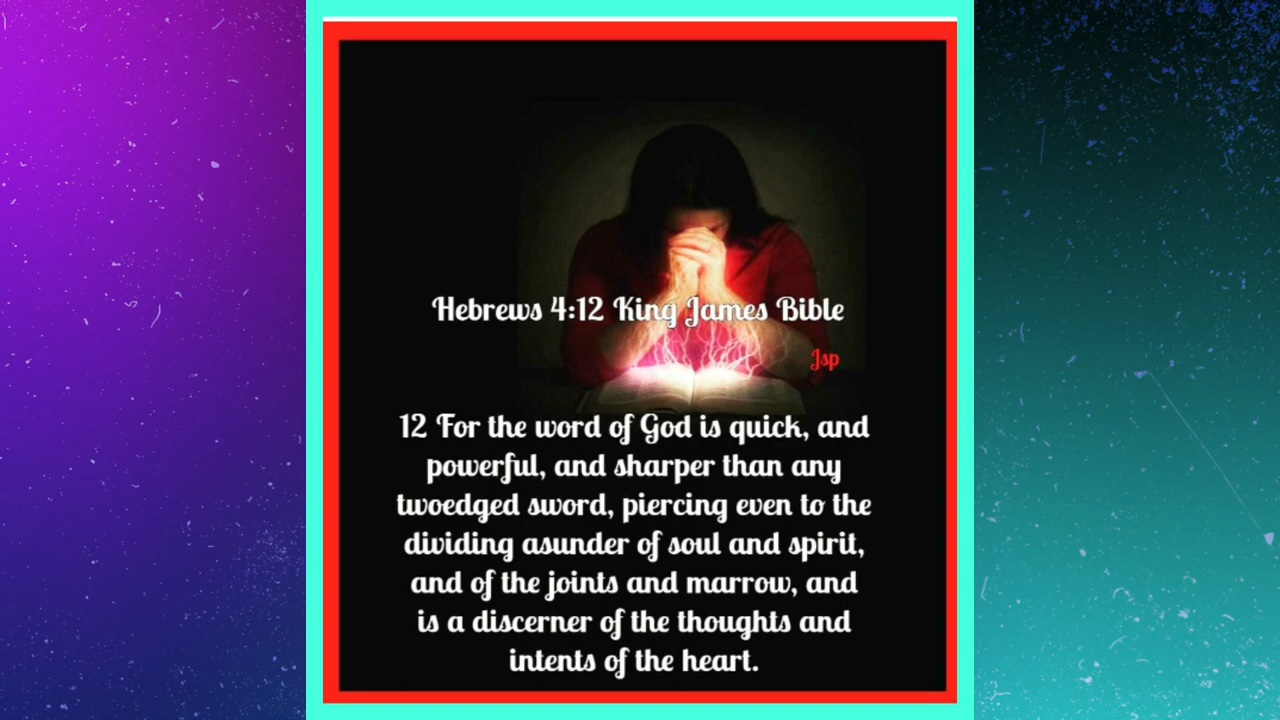 Hebrews 4:12 King James Bible
Jsp
12 For the word of God is quick, and
powerful, and sharper than any
twoedged sword, piercing even to the
dividing asunder of soul and spirit,
and of the joints and marrow, and
is a discerner of the thoughts and
intents of the heart.